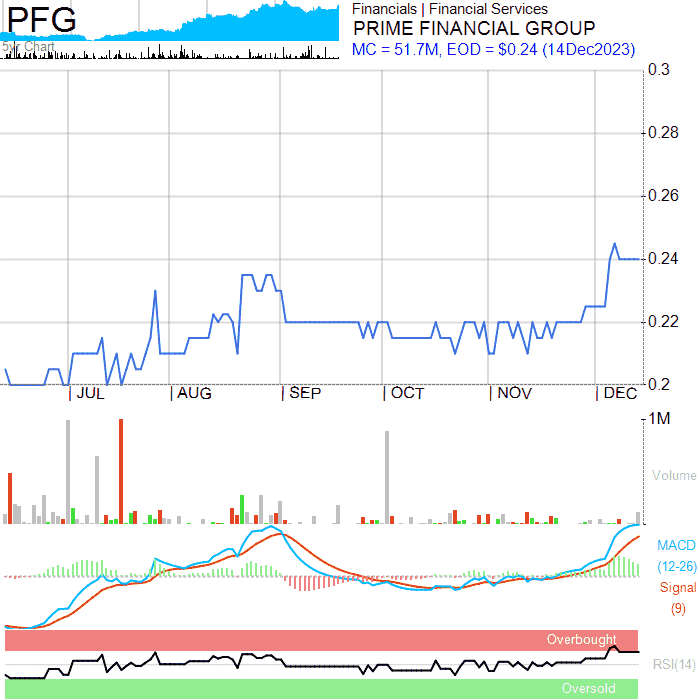 PFG
5yr Chart
Financials | Financial Services
PRIME FINANCIAL GROUP
MC = 51.7M, EOD = $0.24 (14Dec2023)
0.3
0.28
0.26
0.24
0.22
0.2
JUL AUG SEP OCT NOV DEC
1M
Volume
MACD
(12-26)
Signal
(9)
Overbought
RSI(14)
Oversold